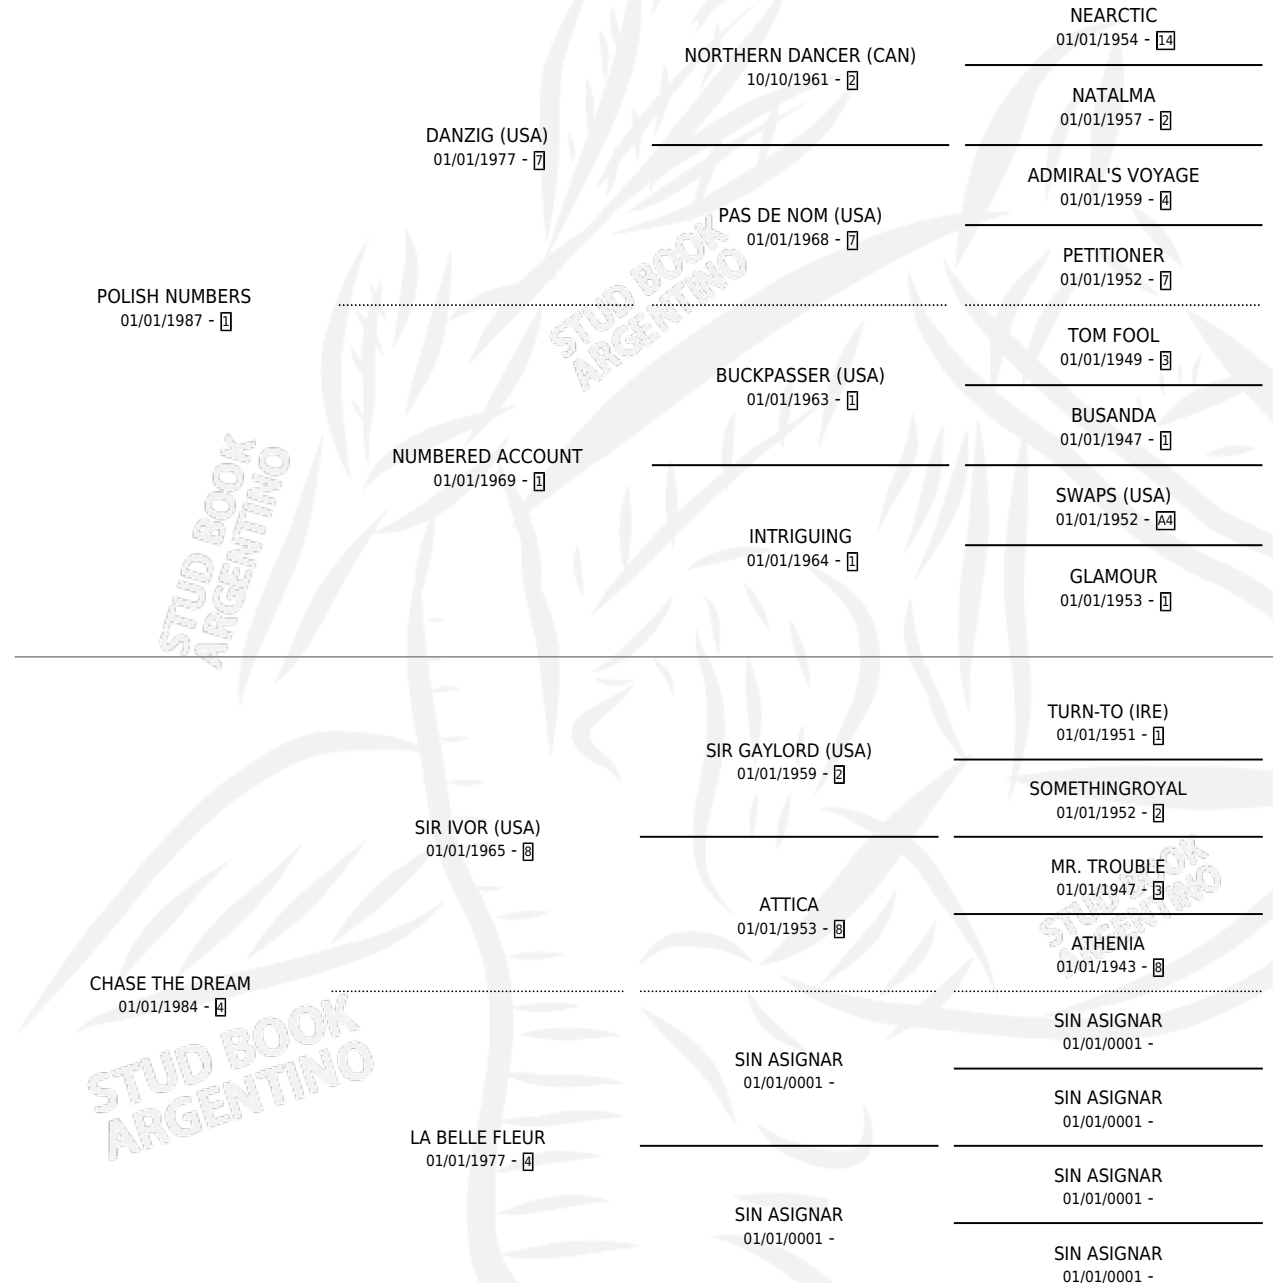 NEARCTIC
01/01/1954 - 14
NORTHERN DANCER (CAN)
10/10/1961 - 2
NATALMA
01/01/1957 - 2
DANZIG (USA)
01/01/1977 - 7
ADMIRAL'S VOYAGE
01/01/1959 - 4
PAS DE NOM (USA)
01/01/1968 - 7
PETITIONER
01/01/1952 - 7
POLISH NUMBERS
01/01/1987 - 1
TOM FOOL
01/01/1949 - 3
BUCKPASSER (USA)
01/01/1963 - 1
BUSANDA
01/01/1947 - 1
NUMBERED ACCOUNT
01/01/1969 - 1
SWAPS (USA)
01/01/1952 - A4
INTRIGUING
01/01/1964 - 1
GLAMOUR
01/01/1953 - 1
TURN-TO (IRE)
01/01/1951 - 1
SIR GAYLORD (USA)
01/01/1959 - 2
SOMETHINGROYAL
01/01/1952 - 2
SIR IVOR (USA)
01/01/1965 - 8
MR. TROUBLE
01/01/1947 - 3
ATTICA
01/01/1953 - 8
ATHENIA
01/01/1943 - 8
CHASE THE DREAM
01/01/1984 - 4
SIN ASIGNAR
01/01/0001 -
SIN ASIGNAR
01/01/0001 -
SIN ASIGNAR
01/01/0001 -
LA BELLE FLEUR
01/01/1977 - 4
SIN ASIGNAR
01/01/0001 -
SIN ASIGNAR
01/01/0001 -
SIN ASIGNAR
01/01/0001 -
STUD BOOK
ARGENTINO
STUD BOOK
ARGENTINO
STUD BOOK
ARGENTINO
STUD BOOK
ARGENTINO